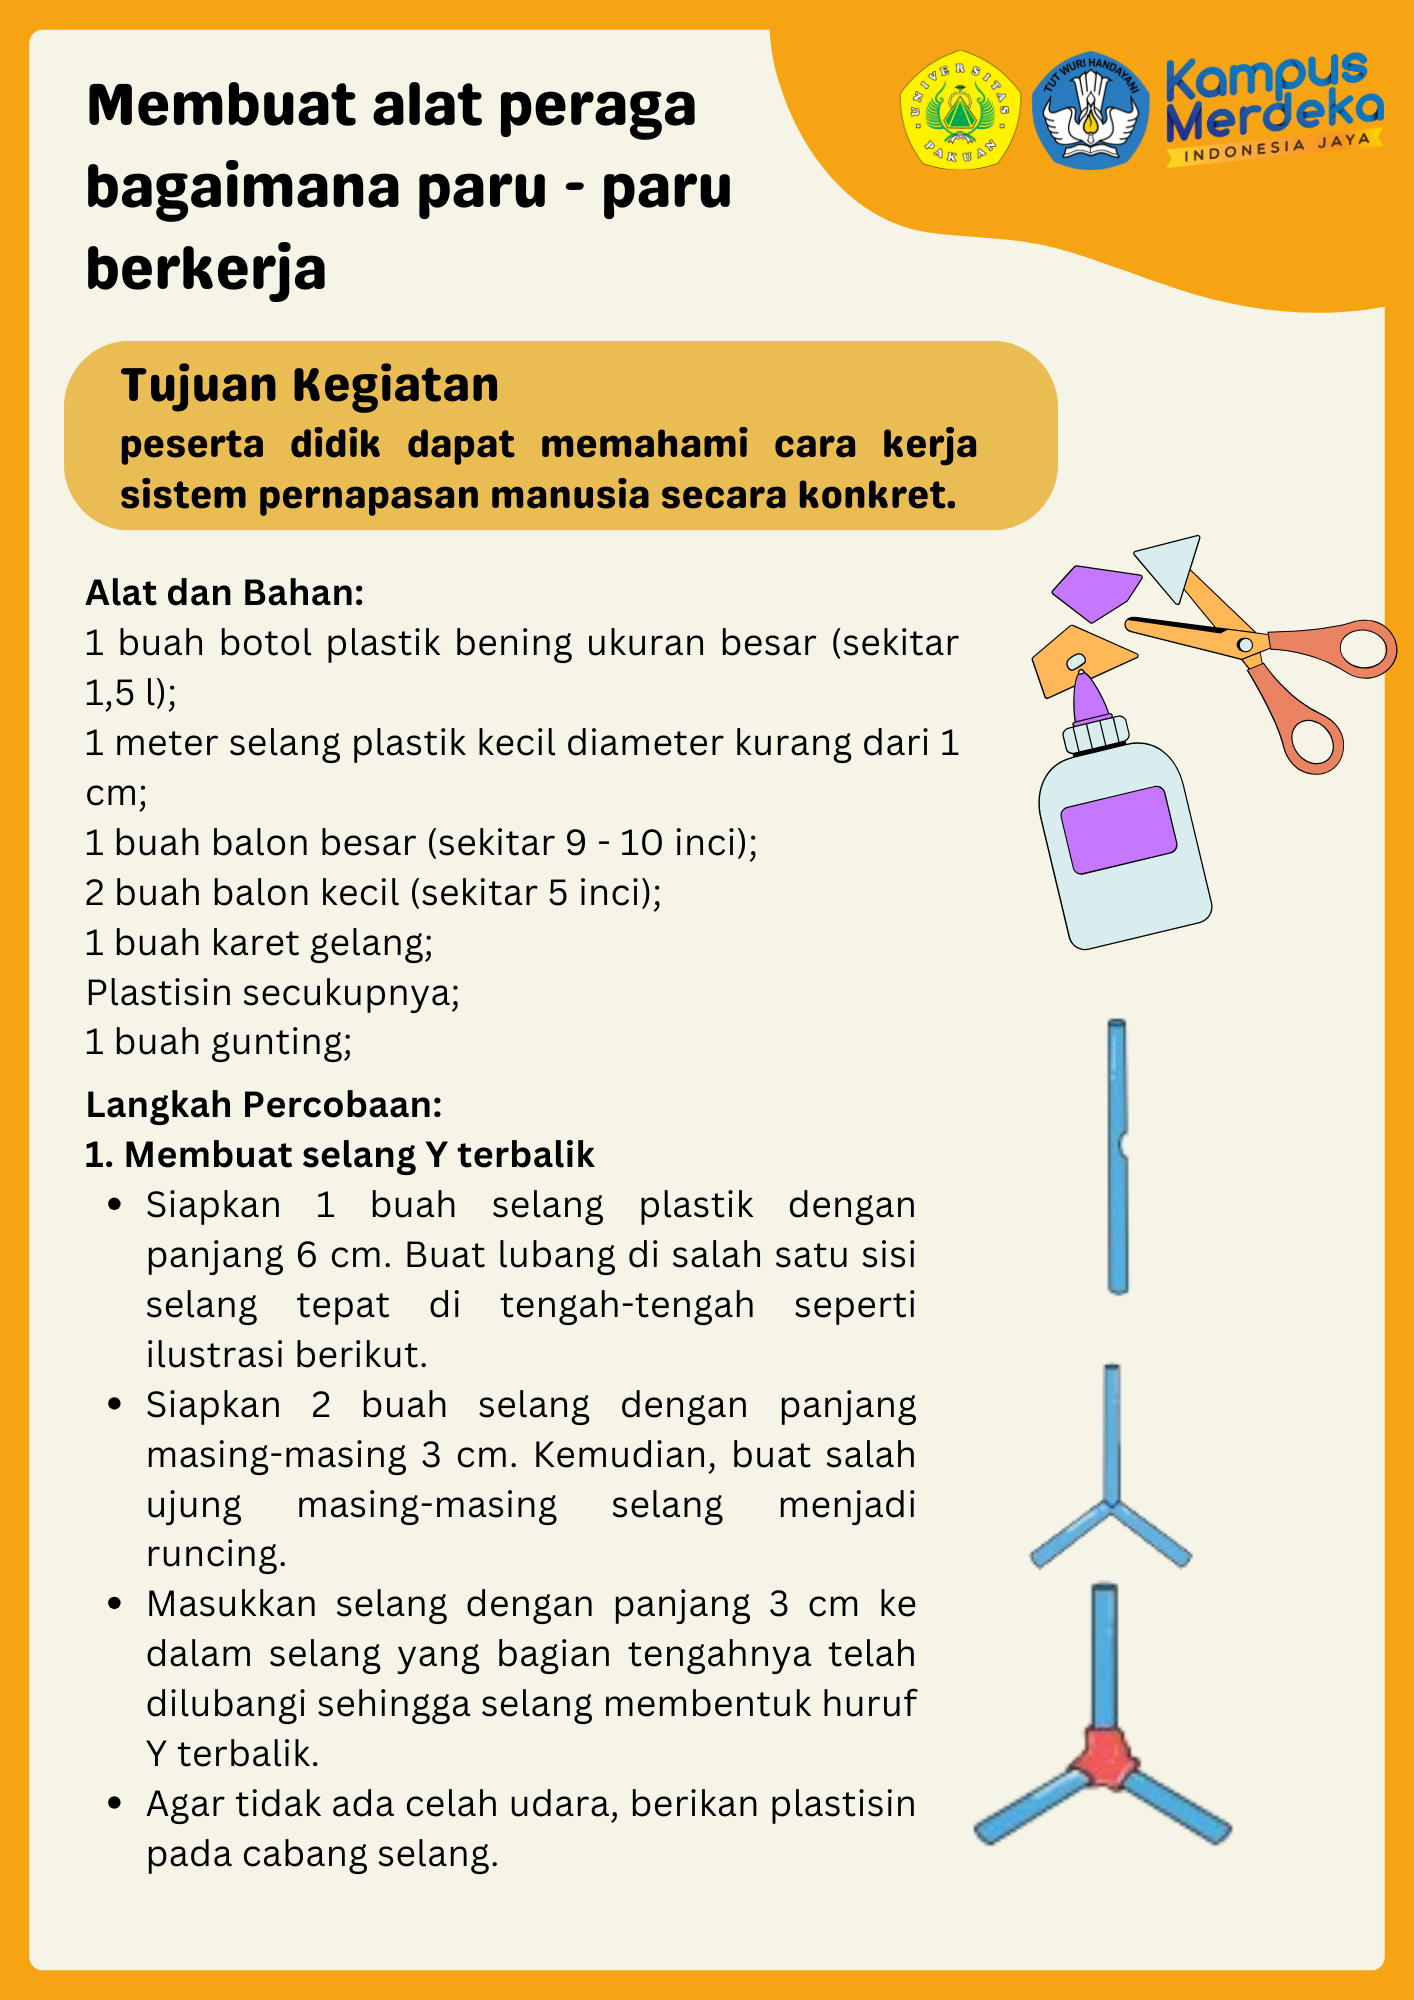 Membuat alat peraga
bagaimana paru - paru
berkerja
UNIVERSITAS
PAKUAN
TUT WURI HANDAYANI
Kampus
Merdeka
INDONESIA JAYA
Tujuan Kegiatan
peserta didik dapat memahami cara kerja
sistem pernapasan manusia secara konkret.
Alat dan Bahan:
1 buah botol plastik bening ukuran besar (sekitar
1,5 l);
1 meter selang plastik kecil diameter kurang dari 1
cm;
1 buah balon besar (sekitar 9 - 10 inci);
2 buah balon kecil (sekitar 5 inci);
1 buah karet gelang;
Plastisin secukupnya;
1 buah gunting;
Langkah Percobaan:
1. Membuat selang Y terbalik
• Siapkan 1 buah selang plastik dengan
panjang 6 cm. Buat lubang di salah satu sisi
selang tepat di tengah-tengah seperti
ilustrasi berikut.
• Siapkan 2 buah selang dengan panjang
masing-masing 3 cm. Kemudian, buat salah
ujung masing-masing selang menjadi
runcing.
• Masukkan selang dengan panjang 3 cm ke
dalam selang yang bagian tengahnya telah
dilubangi sehingga selang membentuk huruf
Y terbalik.
• Agar tidak ada celah udara, berikan plastisin
pada cabang selang.